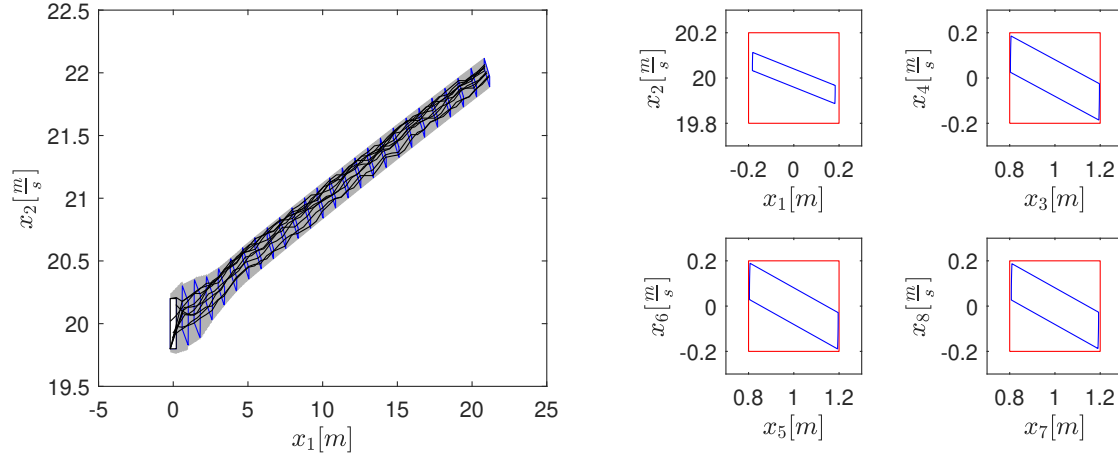 22.5
22
21.5
21
20.5
20
19.5
x₂[m/s]
-5 0 5 10 15 20 25
x₁[m]
20.2
20
19.8
x₂[m/s]
-0.2 0 0.2
x₁[m]
0.2
0
-0.2
x₄[m/s]
0.8 1 1.2
x₃[m]
0.2
0
-0.2
x₆[m/s]
0.8 1 1.2
x₅[m]
0.2
0
-0.2
x₈[m/s]
0.8 1 1.2
x₇[m]